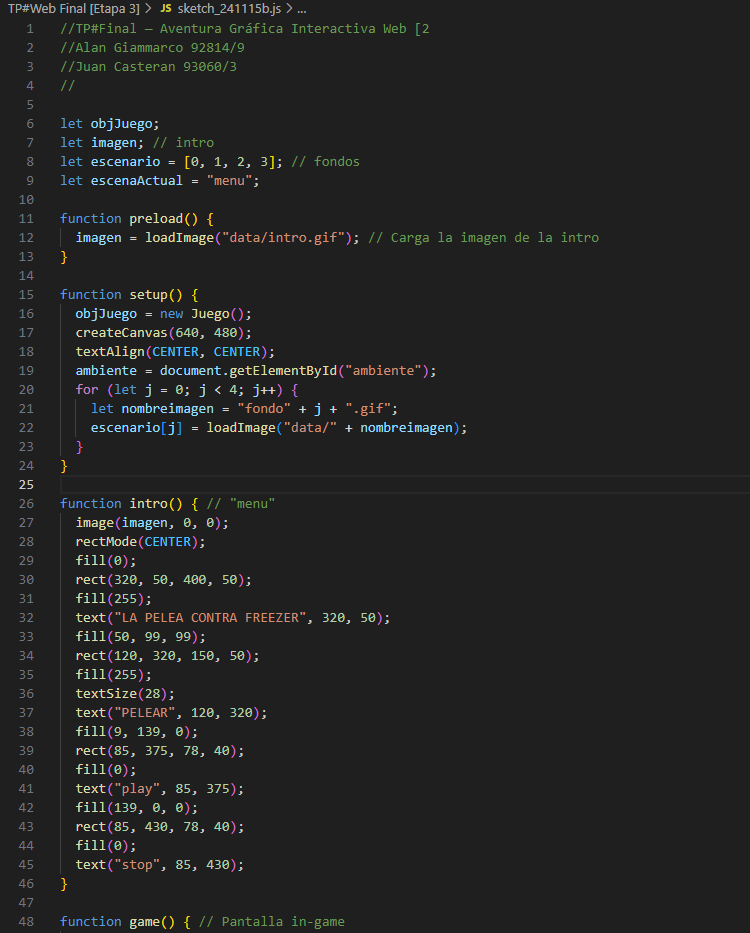 TP#Web Final [Etapa 3] > JS sketch_241115b.js > ...
1 //TP#Final – Aventura Gráfica Interactiva Web [2
2 //Alan Giammarco 92814/9
3 //Juan Casteran 93060/3
4 //
5
6 let objJuego;
7 let imagen; // intro
8 let escenario = [0, 1, 2, 3]; // fondos
9 let escenaActual = "menu";
10
11 function preload() {
12   imagen = loadImage("data/intro.gif"); // Carga la imagen de la intro
13 }
14
15 function setup() {
16   objJuego = new Juego();
17   createCanvas(640, 480);
18   textAlign(CENTER, CENTER);
19   ambiente = document.getElementById("ambiente");
20   for (let j = 0; j < 4; j++) {
21     let nombreimagen = "fondo" + j + ".gif";
22     escenario[j] = loadImage("data/" + nombreimagen);
23   }
24 }
25
26 function intro() { // "menu"
27   image(imagen, 0, 0);
28   rectMode(CENTER);
29   fill(0);
30   rect(320, 50, 400, 50);
31   fill(255);
32   text("LA PELEA CONTRA FREEZER", 320, 50);
33   fill(50, 99, 99);
34   rect(120, 320, 150, 50);
35   fill(255);
36   textSize(28);
37   text("PELEAR", 120, 320);
38   fill(9, 139, 0);
39   rect(85, 375, 78, 40);
40   fill(0);
41   text("play", 85, 375);
42   fill(139, 0, 0);
43   rect(85, 430, 78, 40);
44   fill(0);
45   text("stop", 85, 430);
46 }
47
48 function game() { // Pantalla in-game